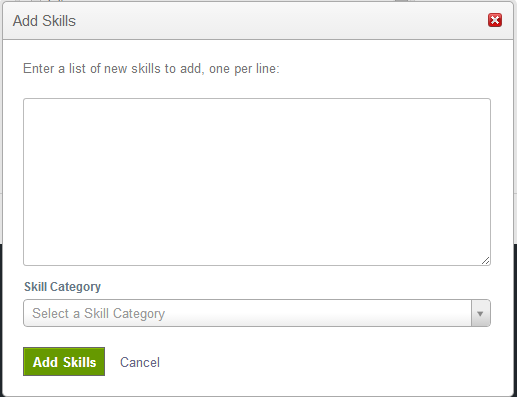 Add Skills
Enter a list of new skills to add, one per line:
Skill Category
Select a Skill Category
Add Skills Cancel